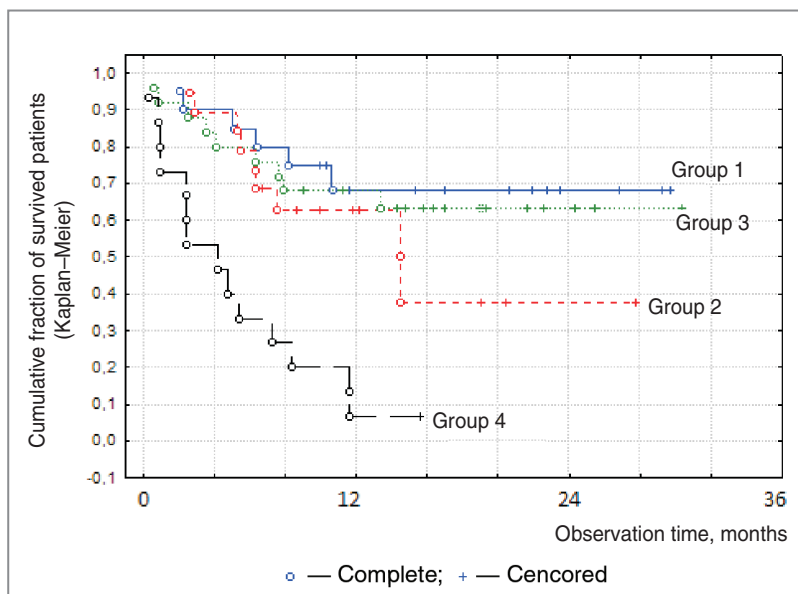 Cumulative fraction of survived patients
(Kaplan–Meier)
1,0
0,9
0,8
0,7
0,6
0,5
0,4
0,3
0,2
0,1
0,0
-0,1
Group 1
Group 3
Group 2
Group 4
0 12 24 36
Observation time, months
Complete; Cencored